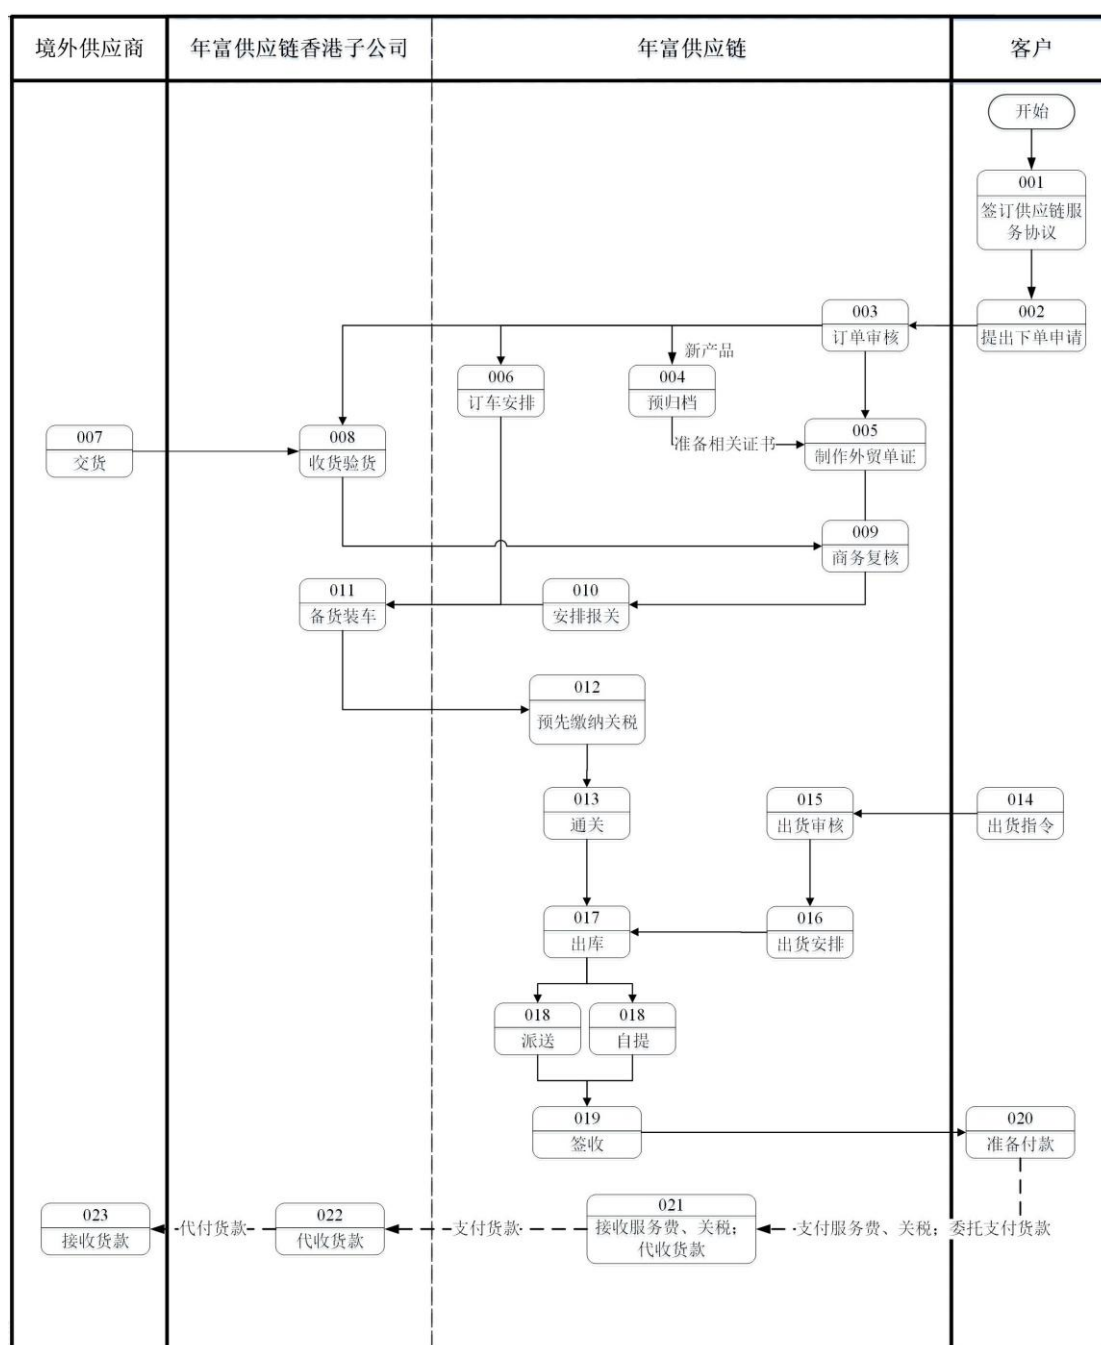 境外供应商
年富供应链香港子公司
年富供应链
客户
开始
001
签订供应链服
务协议
002
提出下单申请
003
订单审核
新产品
004
预归档
006
订车安排
准备相关证书
005
制作外贸单证
007
交货
008
收货验货
009
商务复核
010
安排报关
011
备货装车
012
预先缴纳关税
013
通关
014
出货指令
015
出货审核
016
出货安排
017
出库
018
派送
018
自提
019
签收
020
准备付款
支付服务费、关税；委托支付货款
021
接收服务费、关税；
代收货款
支付货款
022
代收货款
代付货款
023
接收货款